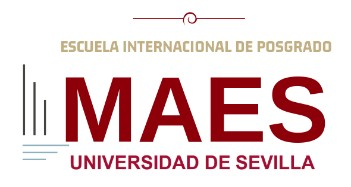 ESCUELA INTERNACIONAL DE POSGRADO
MAES
UNIVERSIDAD DE SEVILLA